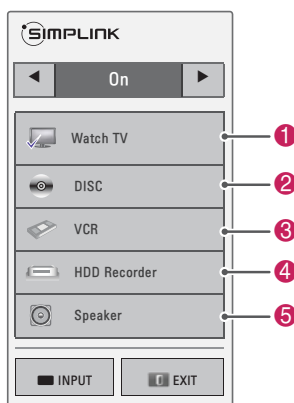 SIMPLINK
◀ On ▶
Watch TV 1
DISC 2
VCR 3
HDD Recorder 4
Speaker 5
INPUT EXIT